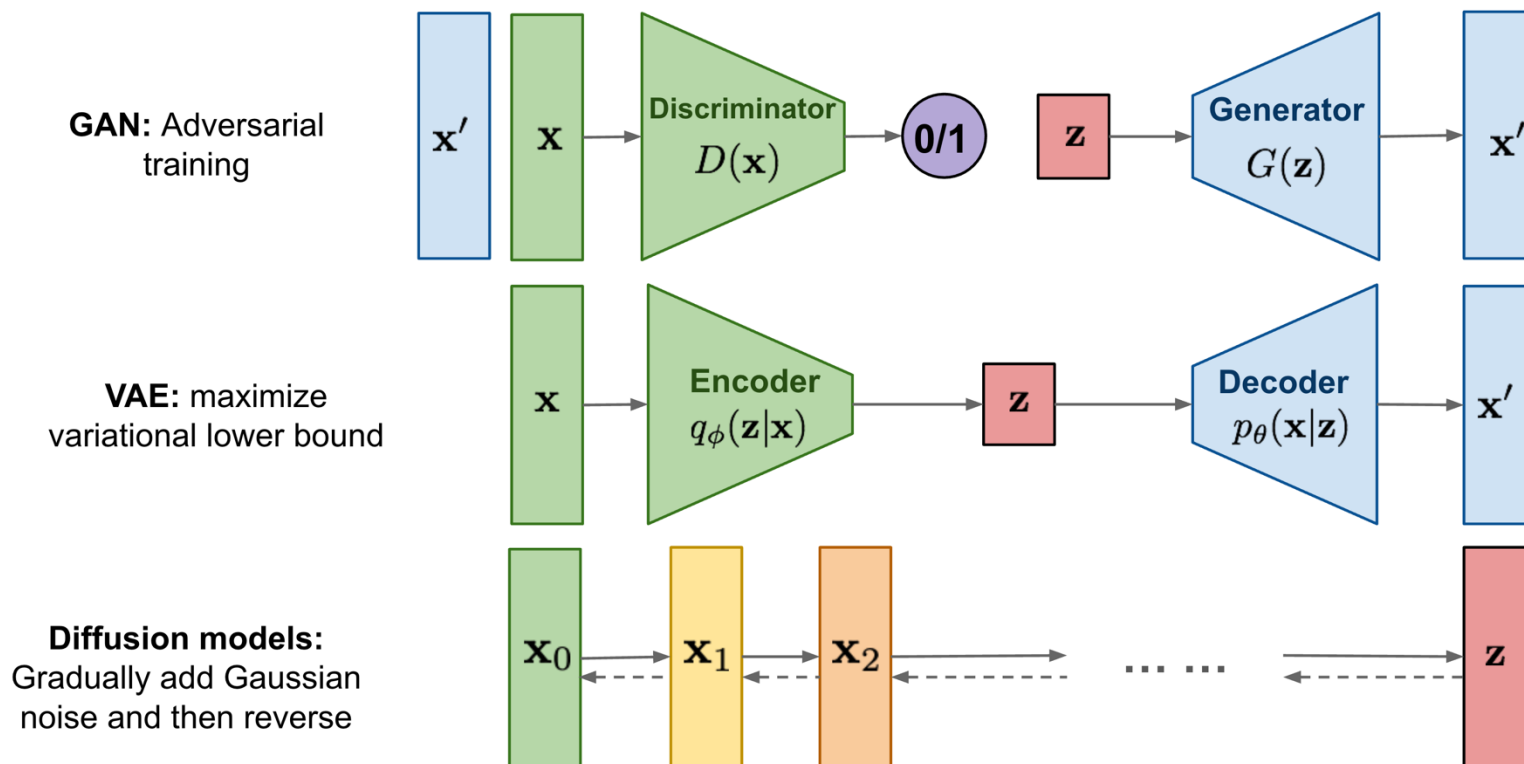 GAN: Adversarial
training
x′
x
Discriminator
D(x)
0/1
z
Generator
G(z)
x′
VAE: maximize
variational lower bound
x
Encoder
qϕ(z|x)
z
Decoder
pθ(x|z)
x′
Diffusion models:
Gradually add Gaussian
noise and then reverse
x0
x1
x2
... ...
z